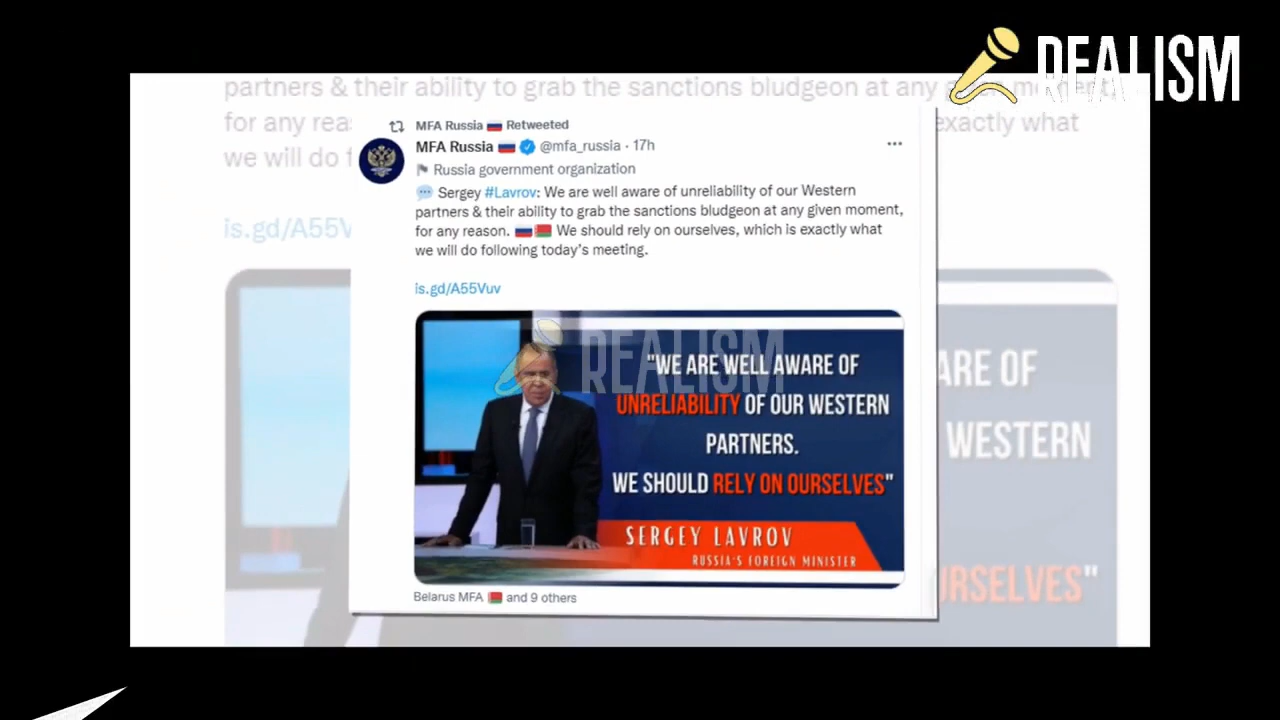 REALISM
partners & their ability to grab the sanctions bludgeon at any given moment,
for any rea exactly what
we will do f
is.gd/A55V
MFA Russia 🇷🇺 Retweeted
MFA Russia 🇷🇺 @mfa_russia · 17h
Russia government organization
💬 Sergey #Lavrov: We are well aware of unreliability of our Western
partners & their ability to grab the sanctions bludgeon at any given moment,
for any reason. 🇷🇺🇧🇾 We should rely on ourselves, which is exactly what
we will do following today's meeting.
is.gd/A55Vuv
REALISM
"WE ARE WELL AWARE OF
UNRELIABILITY OF OUR WESTERN
PARTNERS.
WE SHOULD RELY ON OURSELVES"
SERGEY LAVROV
RUSSIA'S FOREIGN MINISTER
Belarus MFA 🇧🇾 and 9 others
ARE OF
WESTERN
URSELVES"